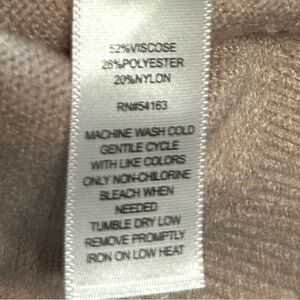 52%VISCOSE
28%POLYESTER
20%NYLON
RN#54163
MACHINE WASH COLD
GENTLE CYCLE
WITH LIKE COLORS
ONLY NON-CHLORINE
BLEACH WHEN
NEEDED
TUMBLE DRY LOW
REMOVE PROMPTLY
IRON ON LOW HEAT